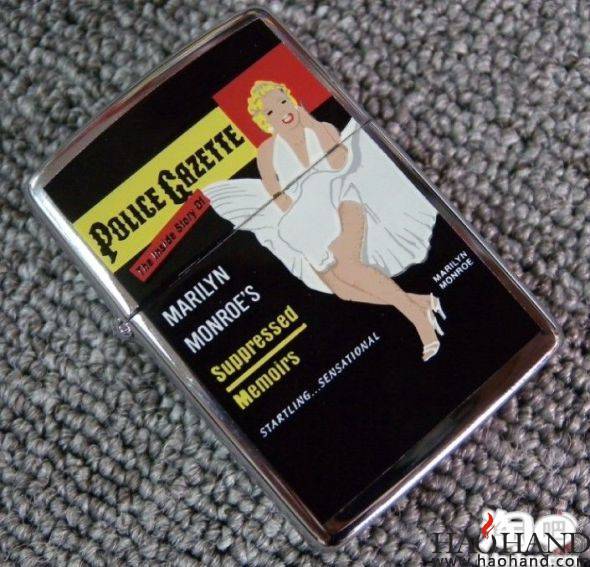 POLICE GAZETTE
The Inside Story Of
MARILYN
MONROE'S
Suppressed
Memoirs
STARTLING...SENSATIONAL
MARILYN
MONROE
HAOHAND
www.haohand.com